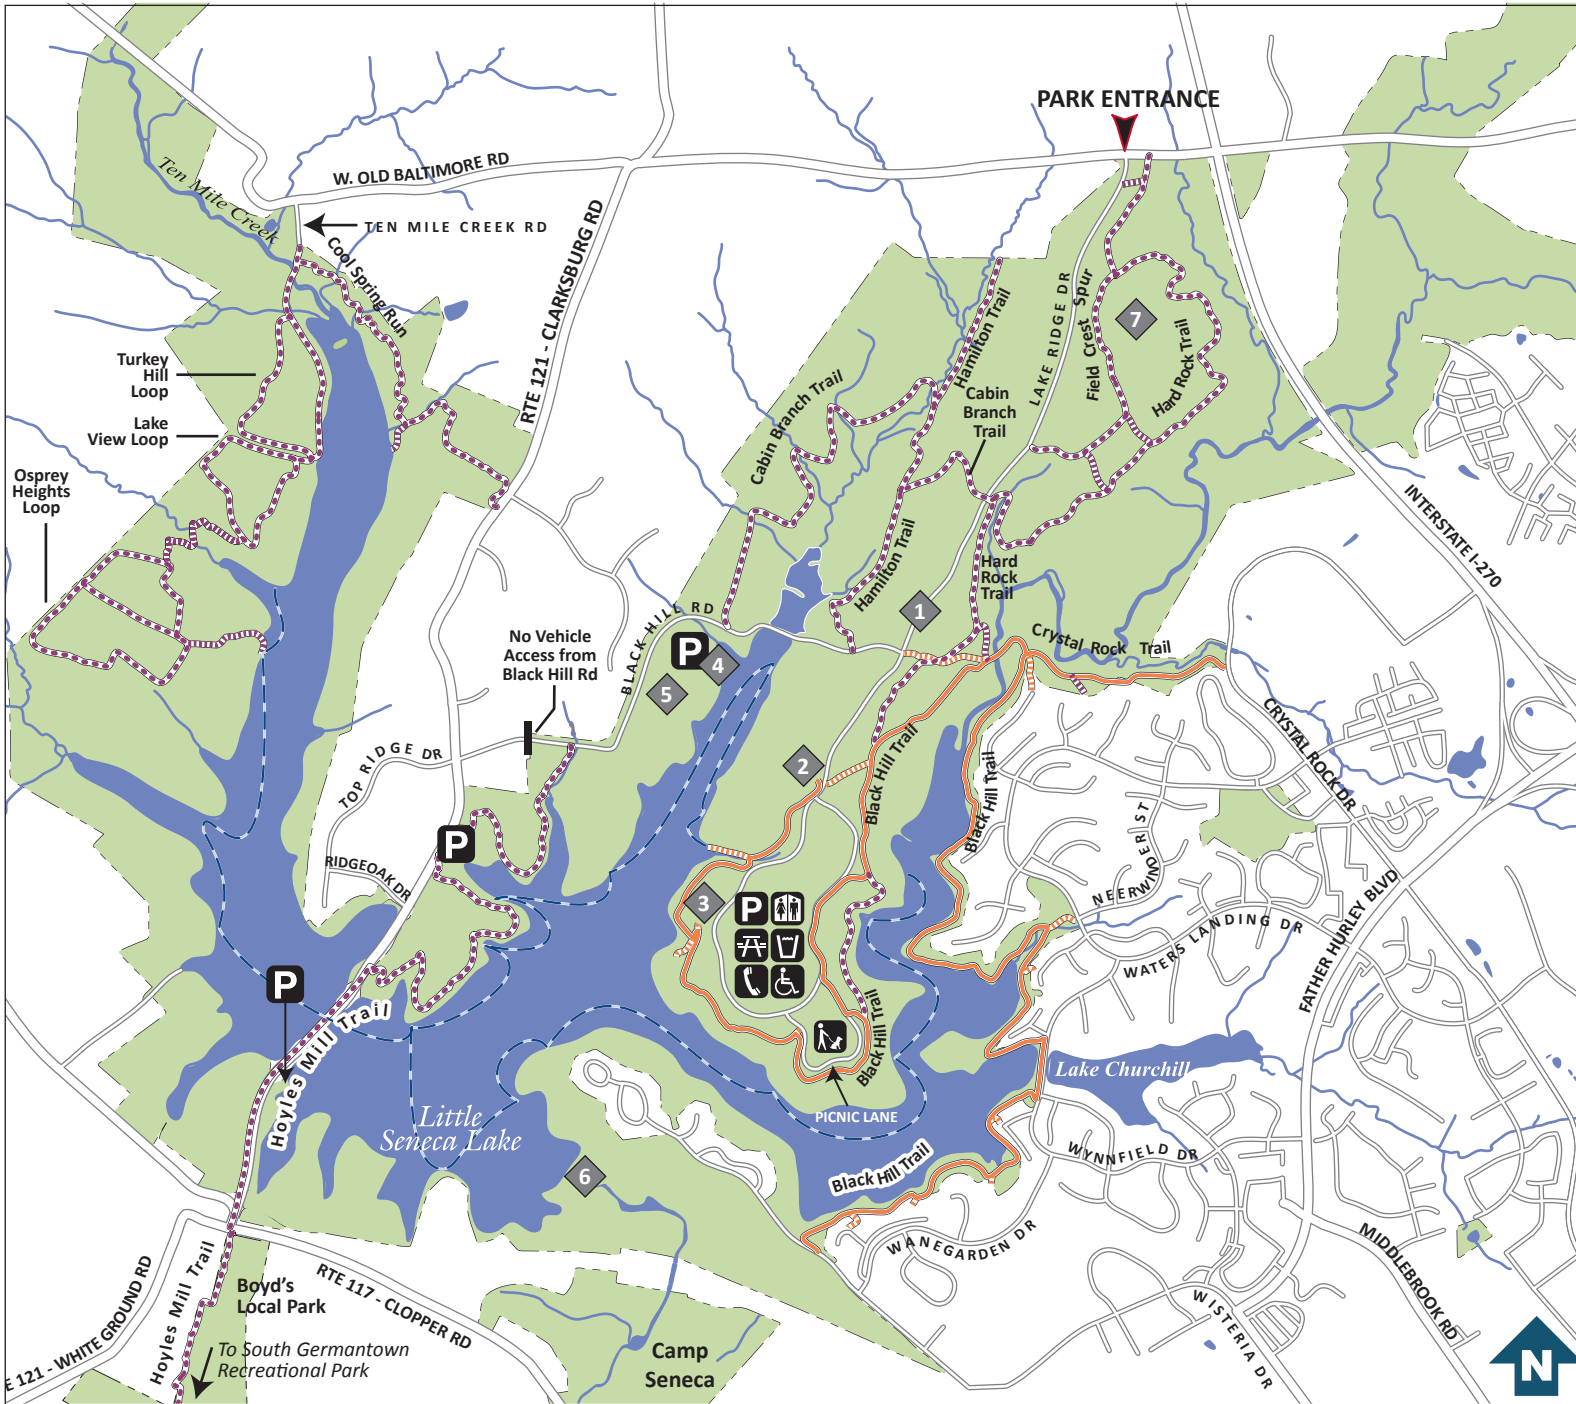 PARK ENTRANCE
Ten Mile Creek
W. OLD BALTIMORE RD
TEN MILE CREEK RD
Cool Spring Run
RTE 121 - CLARKSBURG RD
Turkey
Hill
Loop
Lake
View Loop
Osprey
Heights
Loop
LAKE RIDGE DR
Field Crest Spur
7
Hard Rock Trail
Hamilton Trail
Cabin
Branch
Trail
Cabin Branch Trail
INTERSTATE I-270
Hamilton Trail
Hard
Rock
Trail
1
BLACK HILL RD
No Vehicle
Access from
Black Hill Rd
P
4
5
Crystal Rock Trail
CRYSTAL ROCK DR
TOP RIDGE DR
2
Black Hill Trail
Black Hill Trail
P
RIDGEOAK DR
3
P
NEERWINDER ST
WATERS LANDING DR
FATHER HURLEY BLVD
P
Hoyles Mill Trail
Black Hill Trail
Lake Churchill
PICNIC LANE
Little
Seneca Lake
6
Black Hill Trail
WYNNFIELD DR
WANEGARDEN DR
MIDDLEBROOK RD
WISTERIA DR
E 121 - WHITE GROUND RD
Hoyles Mill Trail
Boyd's
Local Park
RTE 117 - CLOPPER RD
To South Germantown
Recreational Park
Camp
Seneca
N